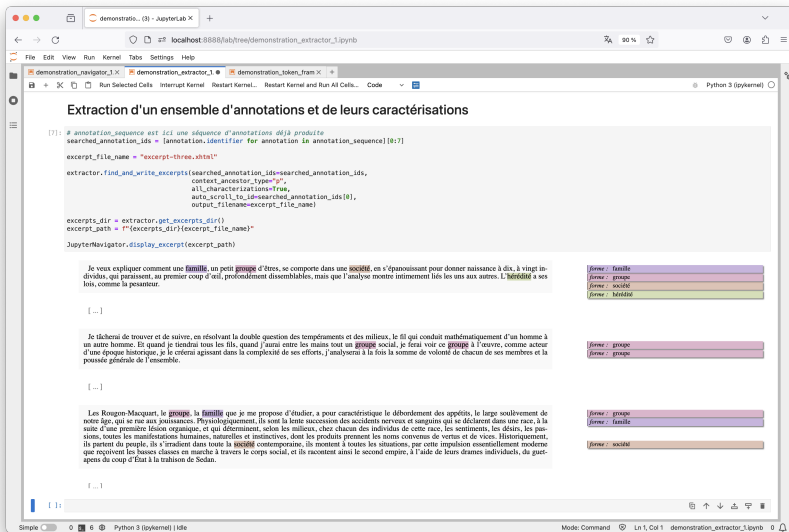 demonstratio... (3) - JupyterLab
localhost:8888/lab/tree/demonstration_extractor_1.ipynb
90 %
File Edit View Run Kernel Tabs Settings Help
demonstration_navigator_1. demonstration_extractor_1. demonstration_token_fram
Run Selected Cells Interrupt Kernel Restart Kernel... Restart Kernel and Run All Cells... Code Python 3 (ipykernel)
Extraction d'un ensemble d'annotations et de leurs caractérisations
[7]: # annotation_sequence est ici une séquence d'annotations déjà produite
searched_annotation_ids = [annotation.identifier for annotation in annotation_sequence][0:7]
excerpt_file_name = "excerpt-three.xhtml"
extractor.find_and_write_excerpts(searched_annotation_ids=searched_annotation_ids,
context_ancestor_type="p",
all_characterizations=True,
auto_scroll_to_id=searched_annotation_ids[0],
output_filename=excerpt_file_name)
excerpts_dir = extractor.get_excerpts_dir()
excerpt_path = f"{excerpts_dir}{excerpt_file_name}"
JupyterNavigator.display_excerpt(excerpt_path)
Je veux expliquer comment une famille, un petit groupe d'êtres, se comporte dans une société, en s'épanouissant pour donner naissance à dix, à vingt in-
dividus, qui paraissent, au premier coup d'œil, profondément dissemblables, mais que l'analyse montre intimement liés les uns aux autres. L'hérédité a ses
lois, comme la pesanteur.
forme : famille
forme : groupe
forme : société
forme : hérédité
[ ... ]
Je tâcherai de trouver et de suivre, en résolvant la double question des tempéraments et des milieux, le fil qui conduit mathématiquement d'un homme à
un autre homme. Et quand je tiendrai tous les fils, quand j'aurai entre les mains tout un groupe social, je ferai voir ce groupe à l'œuvre, comme acteur
d'une époque historique, je le créerai agissant dans la complexité de ses efforts, j'analyserai à la fois la somme de volonté de chacun de ses membres et la
poussée générale de l'ensemble.
forme : groupe
forme : groupe
[ ... ]
Les Rougon-Macquart, le groupe, la famille que je me propose d'étudier, a pour caractéristique le débordement des appétits, le large soulèvement de
notre âge, qui se rue aux jouissances. Physiologiquement, ils sont la lente succession des accidents nerveux et sanguins qui se déclarent dans une race, à la
suite d'une première lésion organique, et qui déterminent, selon les milieux, chez chacun des individus de cette race, les sentiments, les désirs, les pas-
sions, toutes les manifestations humaines, naturelles et instinctives, dont les produits prennent les noms convenus de vertus et de vices. Historiquement,
ils partent du peuple, ils s'irradient dans toute la société contemporaine, ils montent à toutes les situations, par cette impulsion essentiellement moderne
que reçoivent les basses classes en marche à travers le corps social, et ils racontent ainsi le second empire, à l'aide de leurs drames individuels, du guet-
apens du coup d'État à la trahison de Sedan.
forme : groupe
forme : famille
forme : société
[ ... ]
[ ]:
Simple 0 6 Python 3 (ipykernel) | Idle Mode: Command Ln 1, Col 1 demonstration_extractor_1.ipynb 0